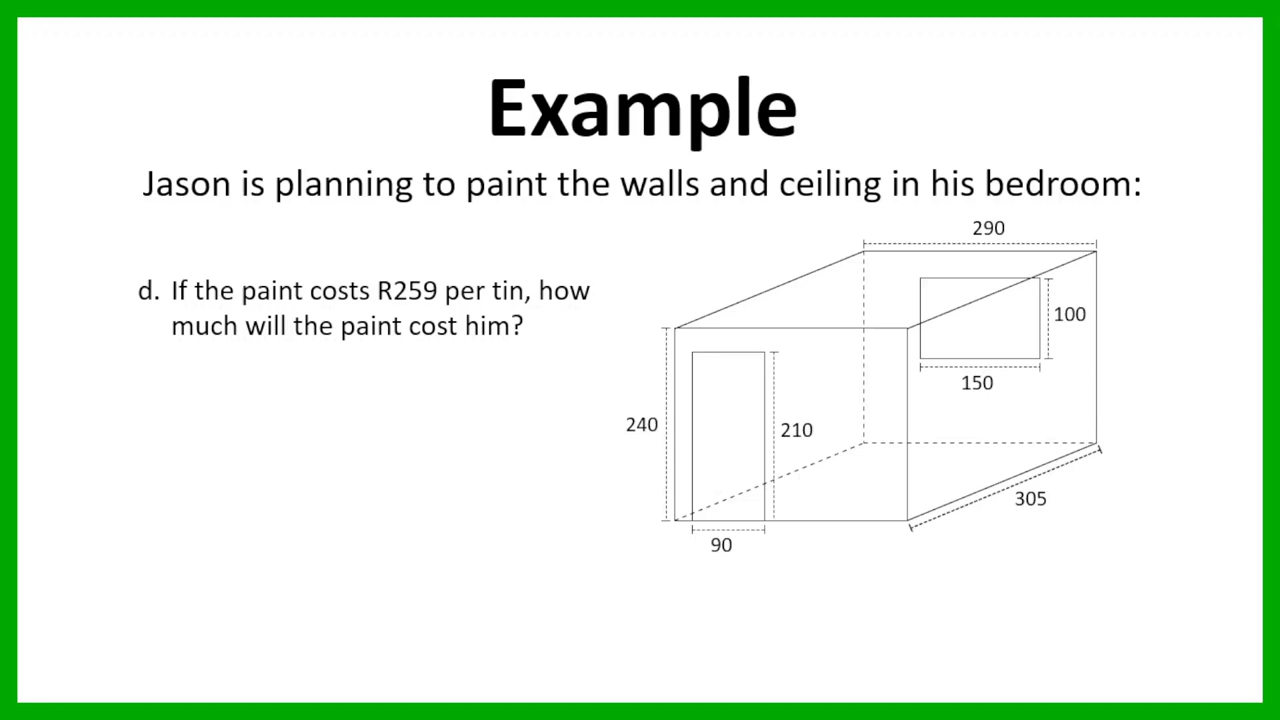 Example
Jason is planning to paint the walls and ceiling in his bedroom:
290
d. If the paint costs R259 per tin, how
much will the paint cost him?
100
150
240
210
305
90